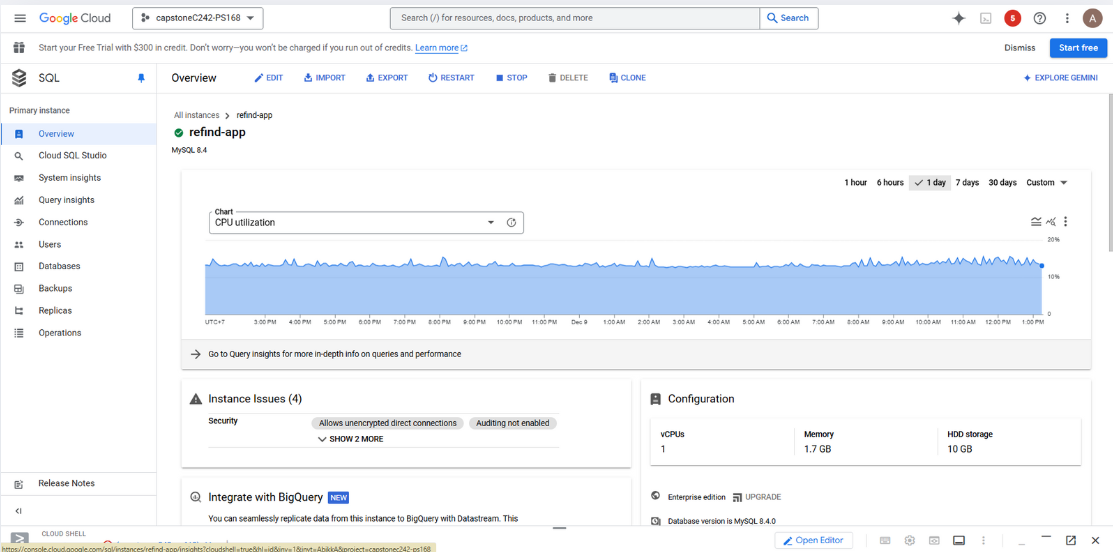 Google Cloud
capstoneC242-PS168
Search (/) for resources, docs, products, and more
Search
5
A
Start your Free Trial with $300 in credit. Don't worry—you won't be charged if you run out of credits. Learn more
Dismiss
Start free
SQL
Overview
EDIT
IMPORT
EXPORT
RESTART
STOP
DELETE
CLONE
EXPLORE GEMINI
Primary instance
Overview
Cloud SQL Studio
System insights
Query insights
Connections
Users
Databases
Backups
Replicas
Operations
Release Notes
All instances
refind-app
refind-app
MySQL 8.4
1 hour
6 hours
1 day
7 days
30 days
Custom
Chart
CPU utilization
20%
10%
0
UTC+7
3:00 PM
4:00 PM
5:00 PM
6:00 PM
7:00 PM
8:00 PM
9:00 PM
10:00 PM
11:00 PM
Dec 9
1:00 AM
2:00 AM
3:00 AM
4:00 AM
5:00 AM
6:00 AM
7:00 AM
8:00 AM
9:00 AM
10:00 AM
11:00 AM
12:00 PM
1:00 PM
Go to Query insights for more in-depth info on queries and performance
Instance Issues (4)
Security
Allows unencrypted direct connections
Auditing not enabled
SHOW 2 MORE
Integrate with BigQuery
NEW
You can seamlessly replicate data from this instance to BigQuery with Datastream. This
Configuration
vCPUs
1
Memory
1.7 GB
HDD storage
10 GB
Enterprise edition
UPGRADE
Database version is MySQL 8.4.0
CLOUD SHELL
Open Editor
https://console.cloud.google.com/sql/instances/refind-app/insights?cloudshell=true&hl=id&inv=1&invt=AbikkA&project=capstonec242-ps168